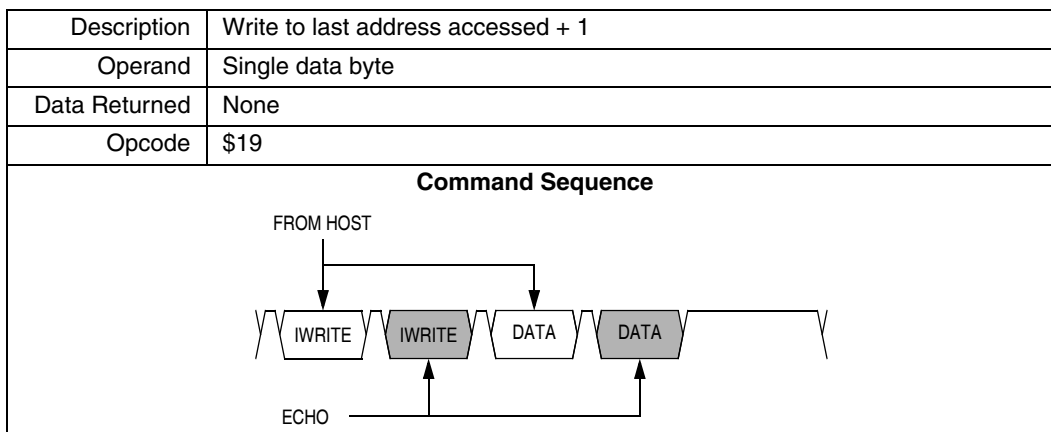 Description Write to last address accessed + 1
Operand Single data byte
Data Returned None
Opcode $19
Command Sequence
FROM HOST
IWRITE IWRITE DATA DATA
ECHO